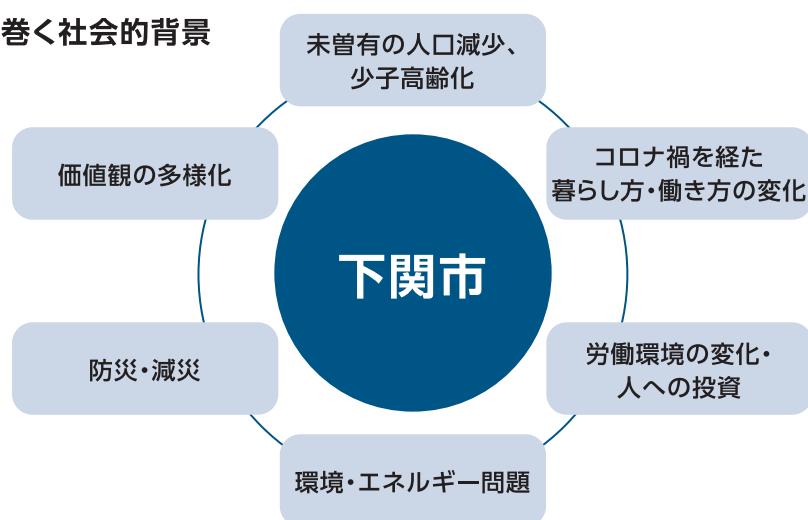 巻く社会的背景
未曽有の人口減少、
少子高齢化
コロナ禍を経た
暮らし方・働き方の変化
労働環境の変化・
人への投資
環境・エネルギー問題
防災・減災
価値観の多様化
下関市